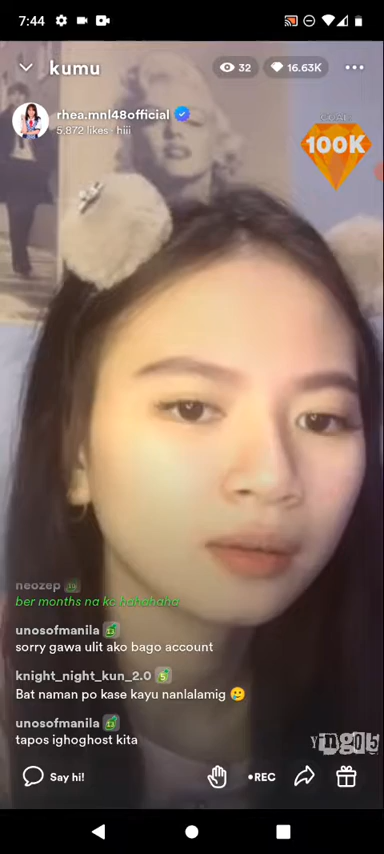 7:44
kumu
32
16.63K
rhea.mnl48official
5,872 likes · hiii
GOAL
100K
neozep
ber months na kc hahahaha
unosofmanila
sorry gawa ulit ako bago account
knight_night_kun_2.0 5
Bat naman po kase kayu nanlalamig
unosofmanila
tapos ighoghost kita
Yingo5
Say hi!
•REC